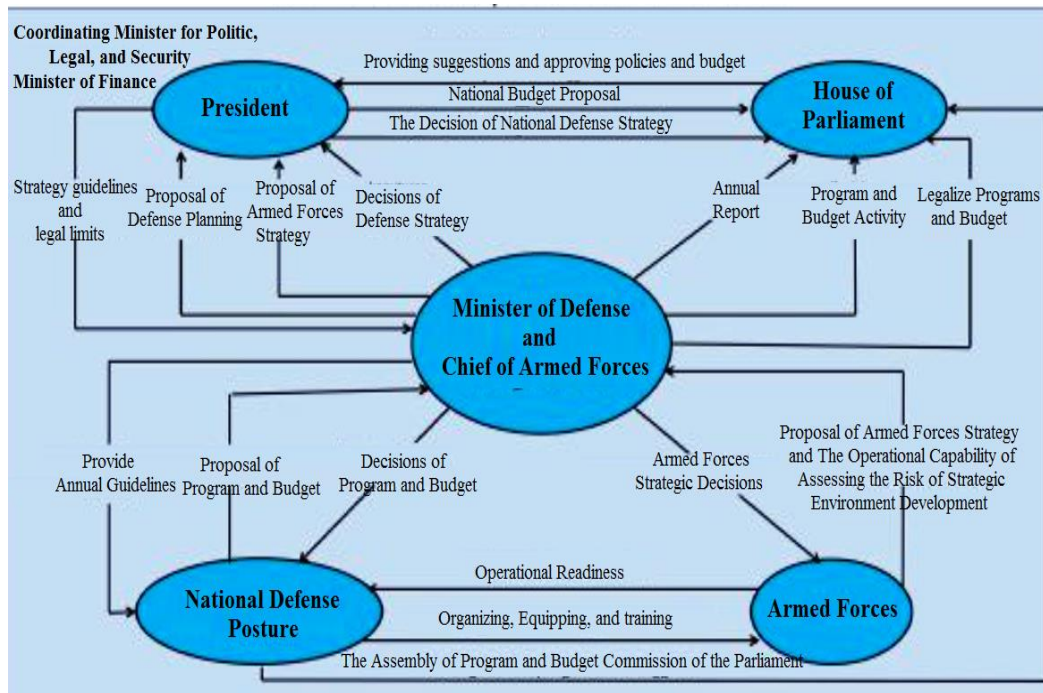 Coordinating Minister for Politic,
Legal, and Security
Minister of Finance
President
Providing suggestions and approving policies and budget
National Budget Proposal
The Decision of National Defense Strategy
House of
Parliament
Strategy guidelines
and
legal limits
Proposal of
Defense Planning
Proposal of
Armed Forces
Strategy
Decisions of
Defense Strategy
Annual
Report
Program and
Budget Activity
Legalize Programs
and Budget
Minister of Defense
and
Chief of Armed Forces
Provide
Annual Guidelines
Proposal of
Program and Budget
Decisions of
Program and Budget
Armed Forces
Strategic Decisions
Proposal of Armed Forces Strategy
and The Operational Capability of
Assessing the Risk of Strategic
Environment Development
National Defense
Posture
Operational Readiness
Organizing, Equipping, and training
Armed Forces
The Assembly of Program and Budget Commission of the Parliament